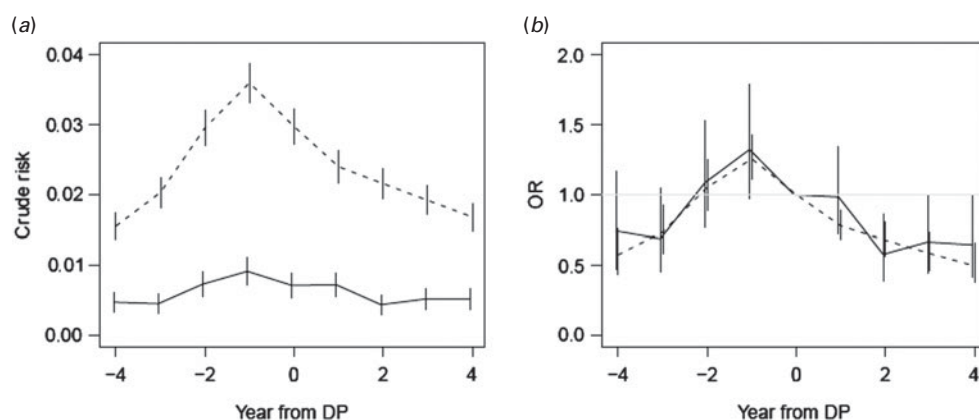 (a)
0.04
0.03
0.02
0.01
0.00
Crude risk
−4 −2 0 2 4
Year from DP
(b)
2.0
1.5
1.0
0.5
0.0
OR
−4 −2 0 2 4
Year from DP